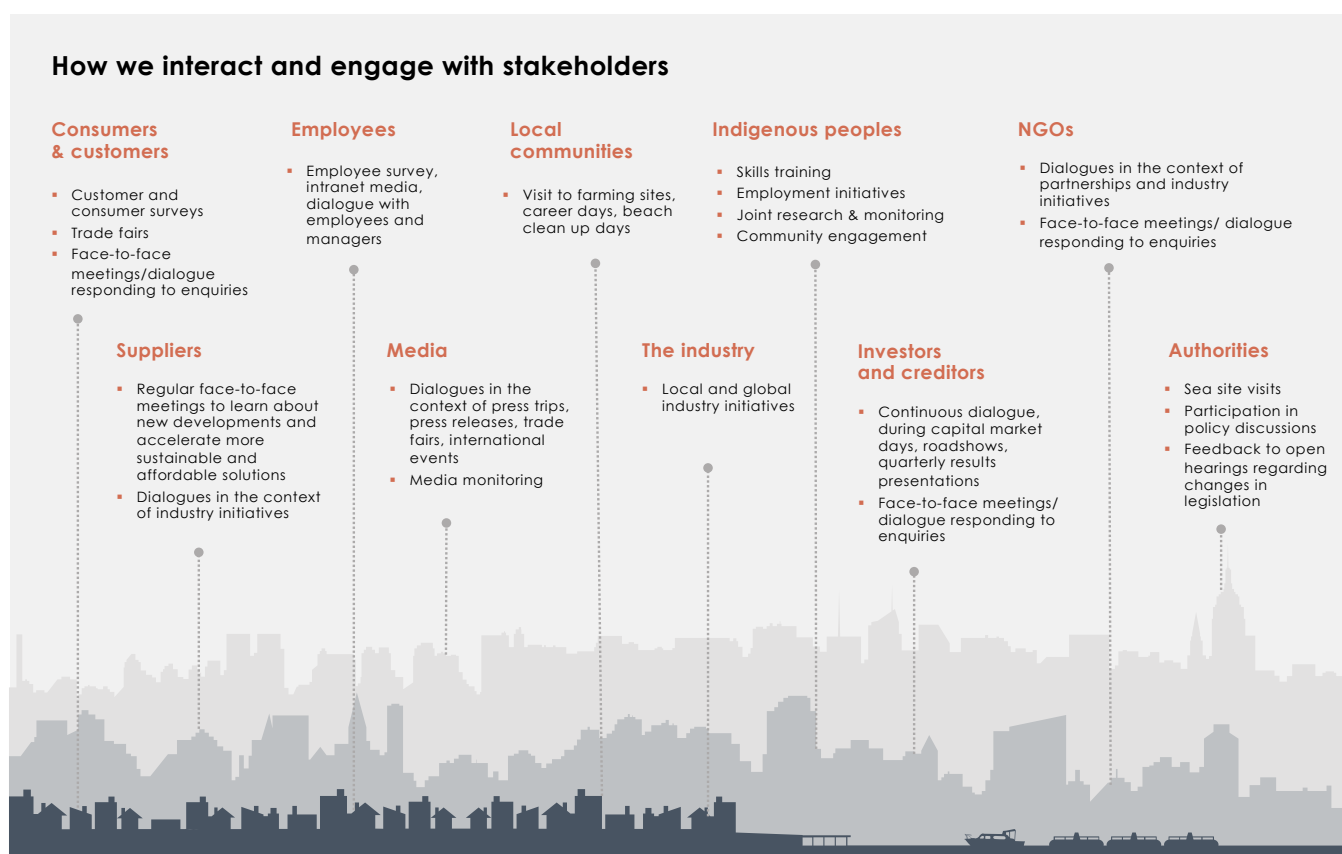 How we interact and engage with stakeholders
Consumers
& customers
▪ Customer and
consumer surveys
▪ Trade fairs
▪ Face-to-face
meetings/dialogue
responding to enquiries
Employees
▪ Employee survey,
intranet media,
dialogue with
employees and
managers
Local
communities
▪ Visit to farming sites,
career days, beach
clean up days
Indigenous peoples
▪ Skills training
▪ Employment initiatives
▪ Joint research & monitoring
▪ Community engagement
NGOs
▪ Dialogues in the context of
partnerships and industry
initiatives
▪ Face-to-face meetings/ dialogue
responding to enquiries
Suppliers
▪ Regular face-to-face
meetings to learn about
new developments and
accelerate more
sustainable and
affordable solutions
▪ Dialogues in the context
of industry initiatives
Media
▪ Dialogues in the
context of press trips,
press releases, trade
fairs, international
events
▪ Media monitoring
The industry
▪ Local and global
industry initiatives
Investors
and creditors
▪ Continuous dialogue,
during capital market
days, roadshows,
quarterly results
presentations
▪ Face-to-face meetings/
dialogue responding to
enquiries
Authorities
▪ Sea site visits
▪ Participation in
policy discussions
▪ Feedback to open
hearings regarding
changes in
legislation